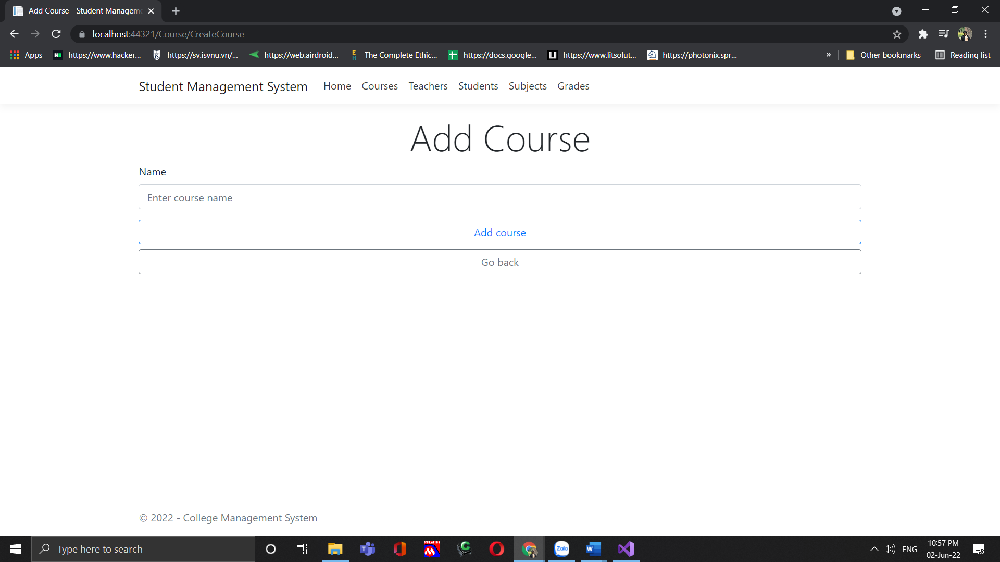 Add Course - Student Managem
localhost:44321/Course/CreateCourse
Apps https://www.hacker... https://sv.isvnu.vn/... https://web.airdroid... The Complete Ethic... https://docs.google... https://www.litsolut... https://photonix.spr... » Other bookmarks Reading list
Student Management System Home Courses Teachers Students Subjects Grades
Add Course
Name
Enter course name
Add course
Go back
© 2022 - College Management System
Type here to search
Zalo
ENG
10:57 PM
02-Jun-22